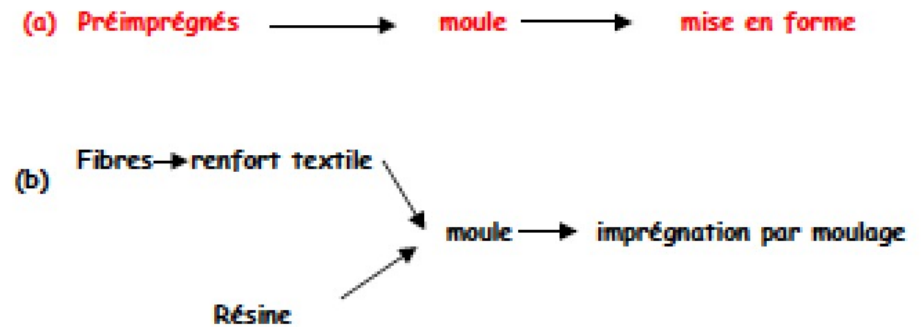 (a) Préimprégnés moule mise en forme
Fibres renfort textile
(b)
moule imprégnation par moulage
Résine